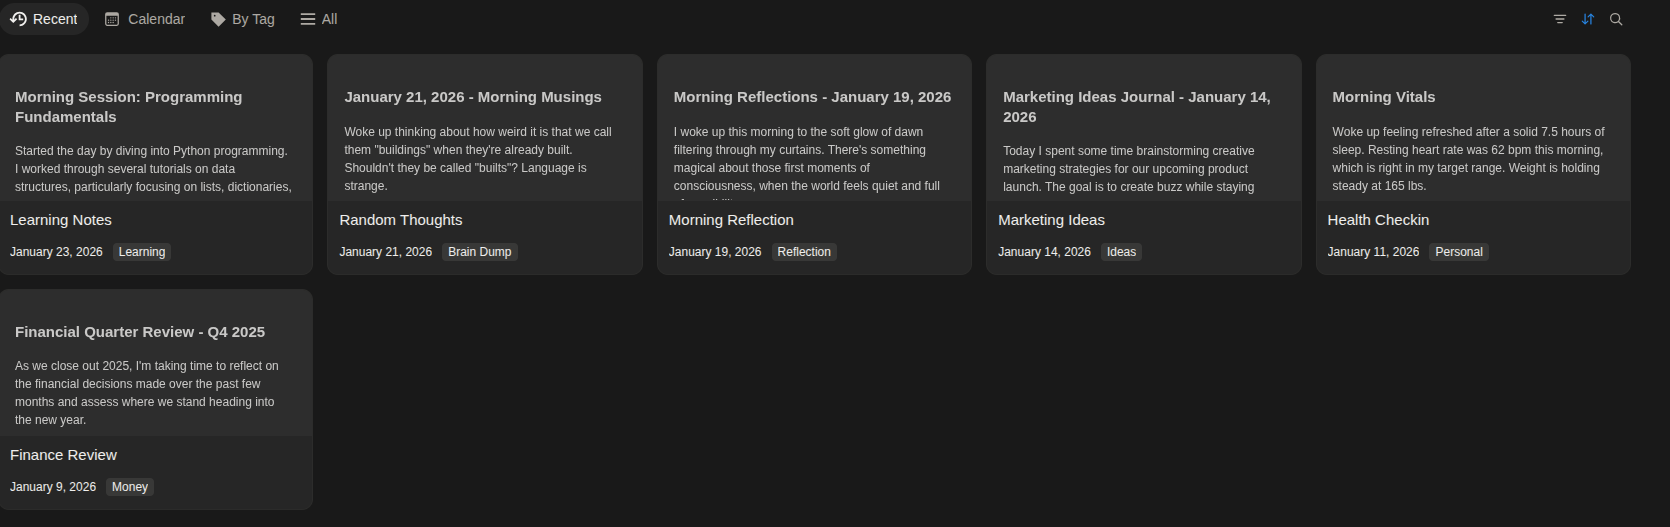 Recent
Calendar
By Tag
All
Morning Session: Programming
Fundamentals
Started the day by diving into Python programming.
I worked through several tutorials on data
structures, particularly focusing on lists, dictionaries,
Learning Notes
January 23, 2026 Learning
January 21, 2026 - Morning Musings
Woke up thinking about how weird it is that we call
them "buildings" when they're already built.
Shouldn't they be called "builts"? Language is
strange.
Random Thoughts
January 21, 2026 Brain Dump
Morning Reflections - January 19, 2026
I woke up this morning to the soft glow of dawn
filtering through my curtains. There's something
magical about those first moments of
consciousness, when the world feels quiet and full
Morning Reflection
January 19, 2026 Reflection
Marketing Ideas Journal - January 14,
2026
Today I spent some time brainstorming creative
marketing strategies for our upcoming product
launch. The goal is to create buzz while staying
Marketing Ideas
January 14, 2026 Ideas
Morning Vitals
Woke up feeling refreshed after a solid 7.5 hours of
sleep. Resting heart rate was 62 bpm this morning,
which is right in my target range. Weight is holding
steady at 165 lbs.
Health Checkin
January 11, 2026 Personal
Financial Quarter Review - Q4 2025
As we close out 2025, I'm taking time to reflect on
the financial decisions made over the past few
months and assess where we stand heading into
the new year.
Finance Review
January 9, 2026 Money